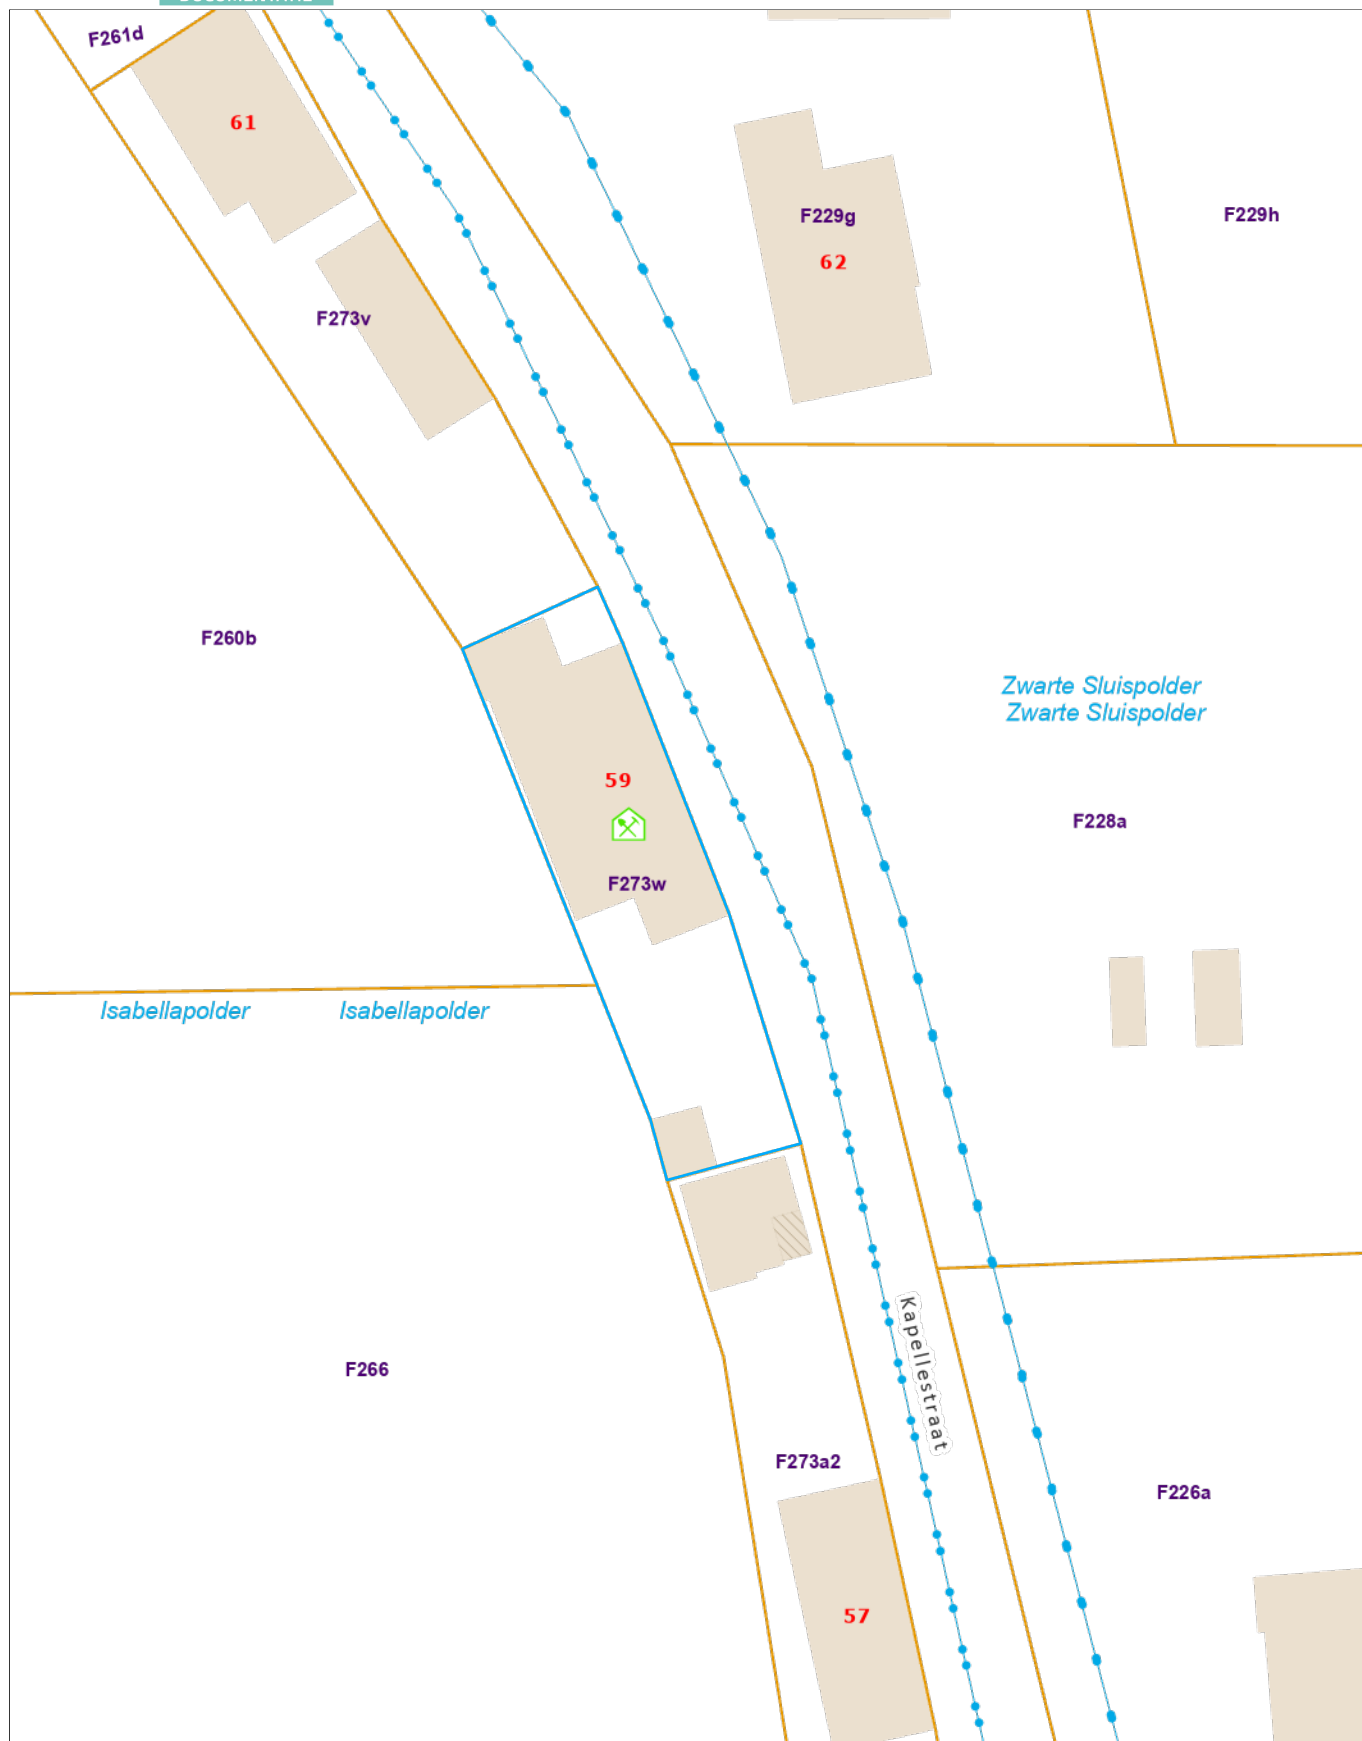 F261d
61
F229g
F229h
62
F273v
F260b
Zwarte Sluispolder
Zwarte Sluispolder
59
F228a
F273w
Isabellapolder
Isabellapolder
Kapellestraat
F266
F273a2
F226a
57